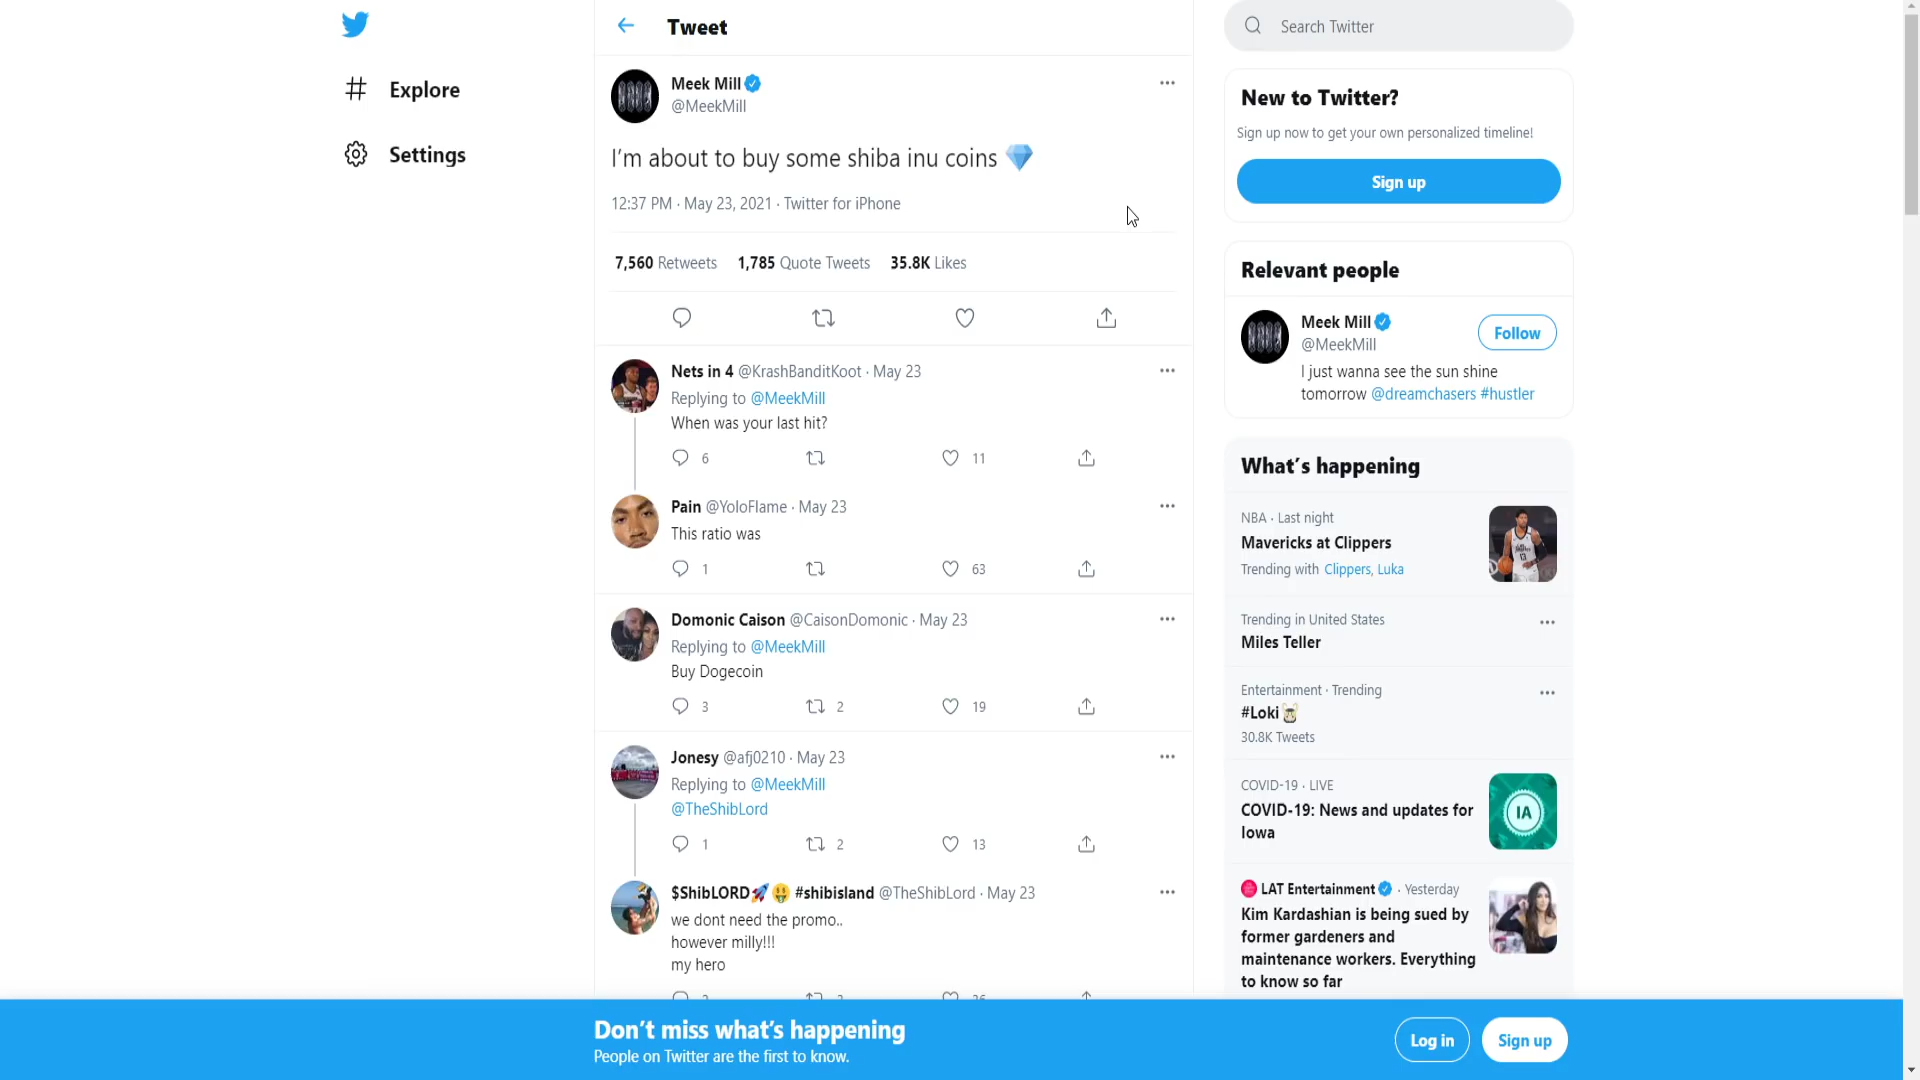 Explore
Settings
Tweet
Meek Mill
@MeekMill
I'm about to buy some shiba inu coins 💎
12:37 PM · May 23, 2021 · Twitter for iPhone
7,560 Retweets 1,785 Quote Tweets 35.8K Likes
Nets in 4 @KrashBanditKoot · May 23
Replying to @MeekMill
When was your last hit?
6 11
Pain @YoloFlame · May 23
This ratio was
1 63
Domonic Caison @CaisonDomonic · May 23
Replying to @MeekMill
Buy Dogecoin
3 2 19
Jonesy @afj0210 · May 23
Replying to @MeekMill
@TheShibLord
1 2 13
$ShibLORD🚀🤑 #shibisland @TheShibLord · May 23
we dont need the promo..
however milly!!!
my hero
Search Twitter
New to Twitter?
Sign up now to get your own personalized timeline!
Sign up
Relevant people
Meek Mill
@MeekMill
Follow
I just wanna see the sun shine
tomorrow @dreamchasers #hustler
What's happening
NBA · Last night
Mavericks at Clippers
Trending with Clippers, Luka
13
Trending in United States
Miles Teller
Entertainment · Trending
#Loki
30.8K Tweets
COVID-19 · LIVE
COVID-19: News and updates for
Iowa
IA
LAT Entertainment · Yesterday
Kim Kardashian is being sued by
former gardeners and
maintenance workers. Everything
to know so far
Don't miss what's happening
People on Twitter are the first to know.
Log in
Sign up